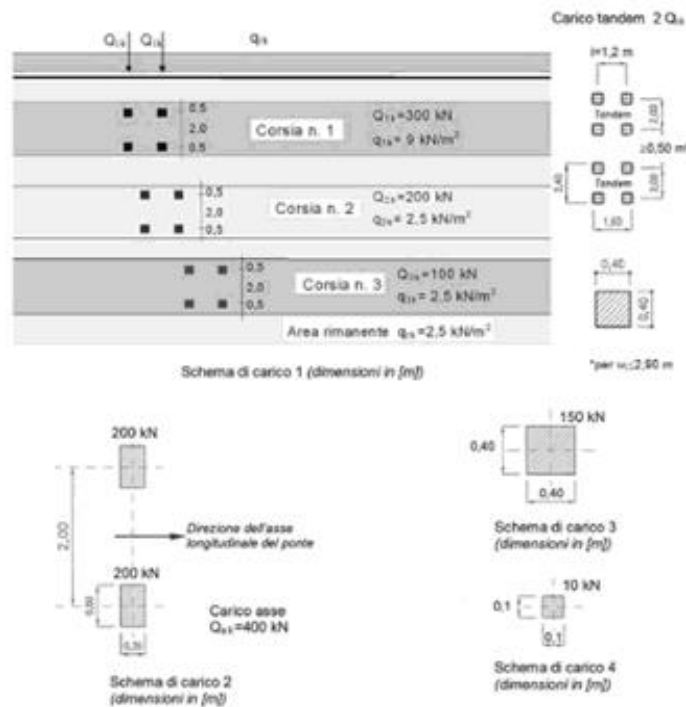 Carico tandem 2 Q₁ₖ
Q₁ₖ Q₁ₖ q₁ₖ
l=1,2 m
0,5
2,0
0,5
Corsia n. 1
Q₁ₖ=300 kN
q₁ₖ= 9 kN/m²
Tandem
2,00
≥0,50 m*
0,5
2,0
0,5
Corsia n. 2
Q₂ₖ=200 kN
q₂ₖ= 2,5 kN/m²
2,40
Tandem
2,00
1,60
0,5
2,0
0,5
Corsia n. 3
Q₃ₖ=100 kN
q₃ₖ= 2,5 kN/m²
0,40
0,40
Area rimanente qᵣₖ=2,5 kN/m²
Schema di carico 1 (dimensioni in [m])
200 kN
2,00
Direzione dell'asse
longitudinale del ponte
200 kN
0,60
0,35
Carico asse
=400 kN
Schema di carico 2
(dimensioni in [m])
150 kN
0,40
0,40
Schema di carico 3
(dimensioni in [m])
10 kN
0,1
0,1
Schema di carico 4
(dimensioni in [m])